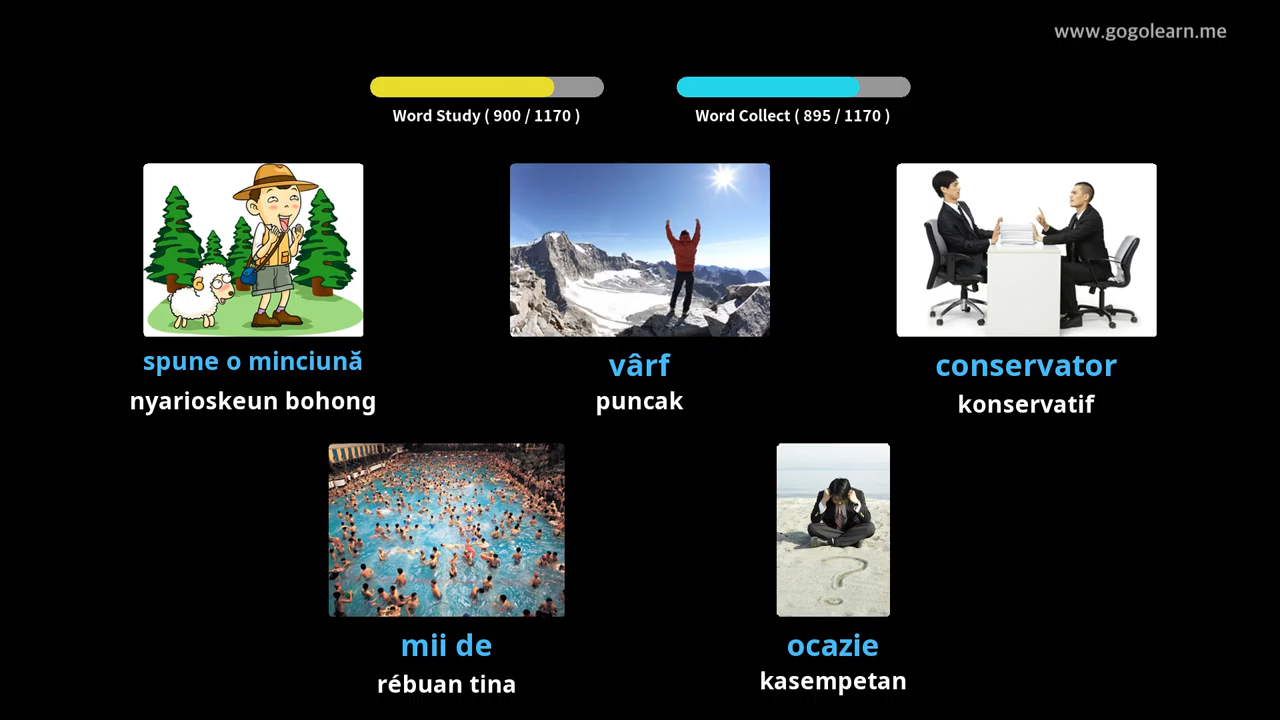 www.gogolearn.me
Word Study ( 900 / 1170 )
Word Collect ( 895 / 1170 )
spune o minciună
nyarioskeun bohong
vârf
puncak
conservator
konservatif
mii de
rébuan tina
ocazie
kasempetan